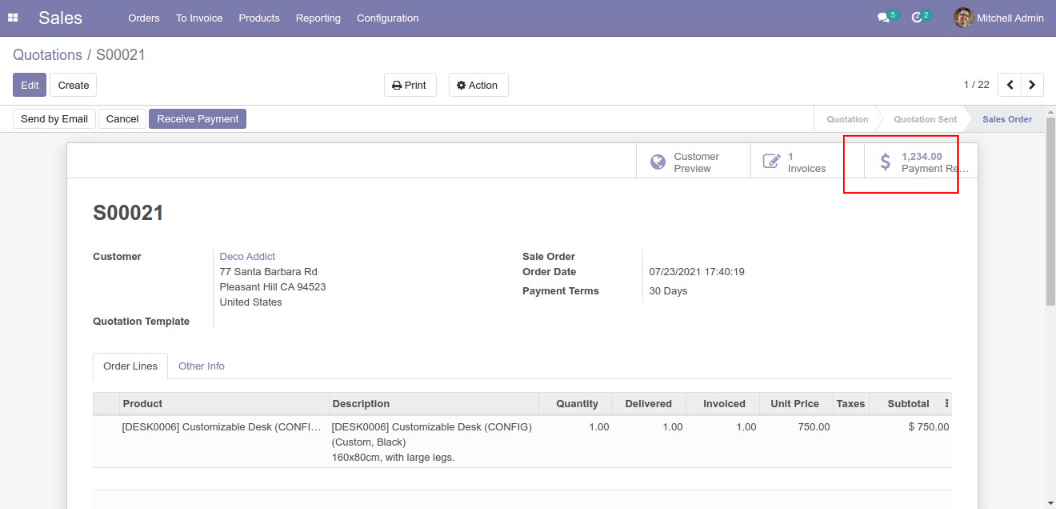 Sales Orders To Invoice Products Reporting Configuration 5 2 Mitchell Admin
Quotations / S00021
Edit Create Print Action 1 / 22
Send by Email Cancel Receive Payment Quotation Quotation Sent Sales Order
Customer
Preview
1
Invoices
1,234.00
Payment Re...
S00021
Customer Deco Addict
77 Santa Barbara Rd
Pleasant Hill CA 94523
United States
Quotation Template
Sale Order
Order Date 07/23/2021 17:40:19
Payment Terms 30 Days
Order Lines Other Info
Product Description Quantity Delivered Invoiced Unit Price Taxes Subtotal
[DESK0006] Customizable Desk (CONFI... [DESK0006] Customizable Desk (CONFIG) 1.00 1.00 1.00 750.00 $ 750.00
(Custom, Black)
160x80cm, with large legs.